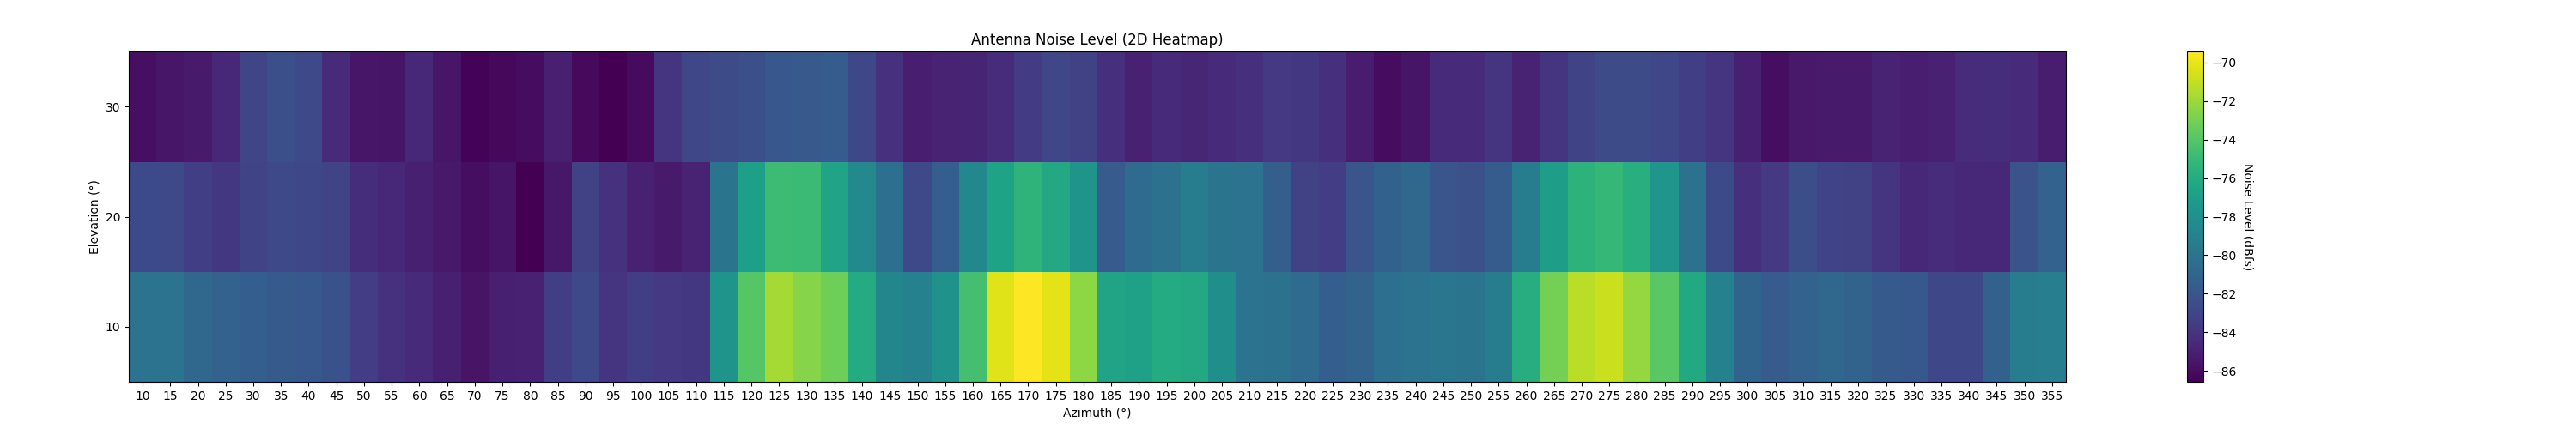 Antenna Noise Level (2D Heatmap)
30
20
10
Elevation (°)
10 15 20 25 30 35 40 45 50 55 60 65 70 75 80 85 90 95 100 105 110 115 120 125 130 135 140 145 150 155 160 165 170 175 180 185 190 195 200 205 210 215 220 225 230 235 240 245 250 255 260 265 270 275 280 285 290 295 300 305 310 315 320 325 330 335 340 345 350 355
Azimuth (°)
−70
−72
−74
−76
−78
−80
−82
−84
−86
Noise Level (dBfs)